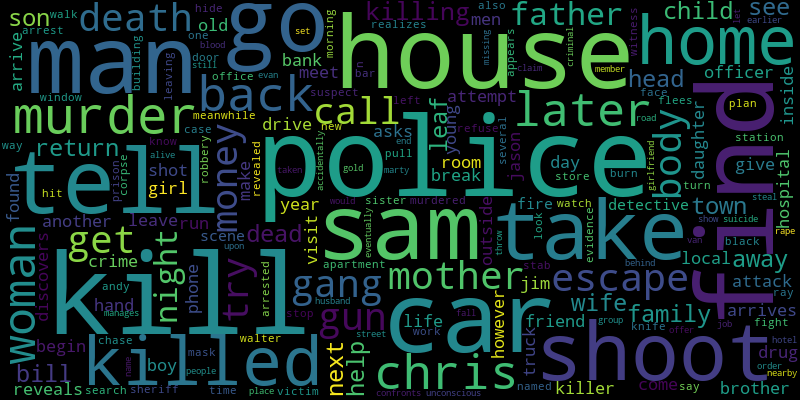 son
walk
arrest
arrive
old
death
go
killing
men
hide
realizes
father
also
set
morning
child
see
home
man
house
one
blood
door
still
building
leaving
bank
meet
office
evan
missing
bar
n
appears
criminal
member
witness
let
earlier
head
face
flees
officer
plan
inside
murder
back
window
meanwhile
suspect
call
left
attempt
later
leaf
young
refuse
several
claim
road
station
way
return
case
know
corpse
alive
robbery
money
drive
new
asks
end
pull
jason
room
break
day
store
body
burn
girlfriend
daughter
turn
give
hospital
find
tell
police
found
hit
prison
shot
girl
make
revealed
taken
accidentally
gold
marty
would
sister
murdered
another
leave
run
year
visit
outside
fire
watch
look
detective
town
steal
show
suicide
rape
woman
get
night
try
dead
sam
take
evidence
throw
van
black
local
away
discovers
crime
scene
phone
upon
apartment
eventually
mother
jim
escape
attack
ray
andy
manages
hand
arrested
gang
gun
life
however
stab
behind
wife
family
arrives
kill
car
husband
stop
street
work
fall
friend
group
knife
offer
job
fight
hotel
begin
chase
boy
mask
walter
name
people
next
help
chris
truck
shoot
drug
order
nearby
bill
killed
reveals
search
sheriff
time
place
victim
confronts
unconscious
named
killer
come
say
brother